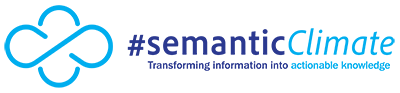 #semanticClimate
Transforming information into actionable knowledge